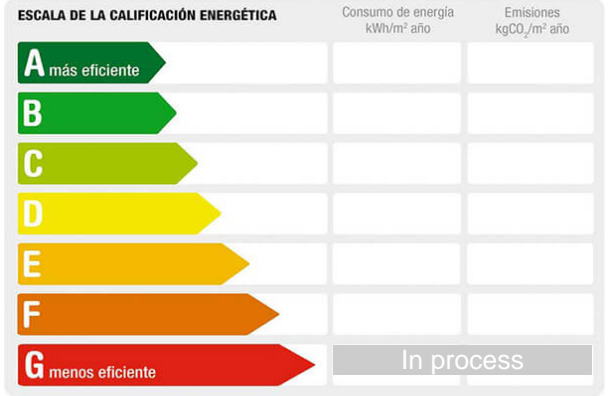 ESCALA DE LA CALIFICACIÓN ENERGÉTICA
Consumo de energía
kWh/m² año
Emisiones
kgCO₂/m² año
A más eficiente
B
C
D
E
F
G menos eficiente
In process